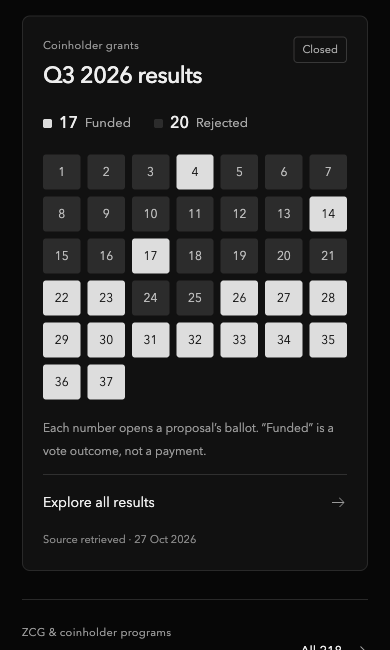 Coinholder grants
Closed
Q3 2026 results
17 Funded 20 Rejected
1 2 3 4 5 6 7
8 9 10 11 12 13 14
15 16 17 18 19 20 21
22 23 24 25 26 27 28
29 30 31 32 33 34 35
36 37
Each number opens a proposal’s ballot. “Funded” is a
vote outcome, not a payment.
Explore all results →
Source retrieved · 27 Oct 2026
ZCG & coinholder programs